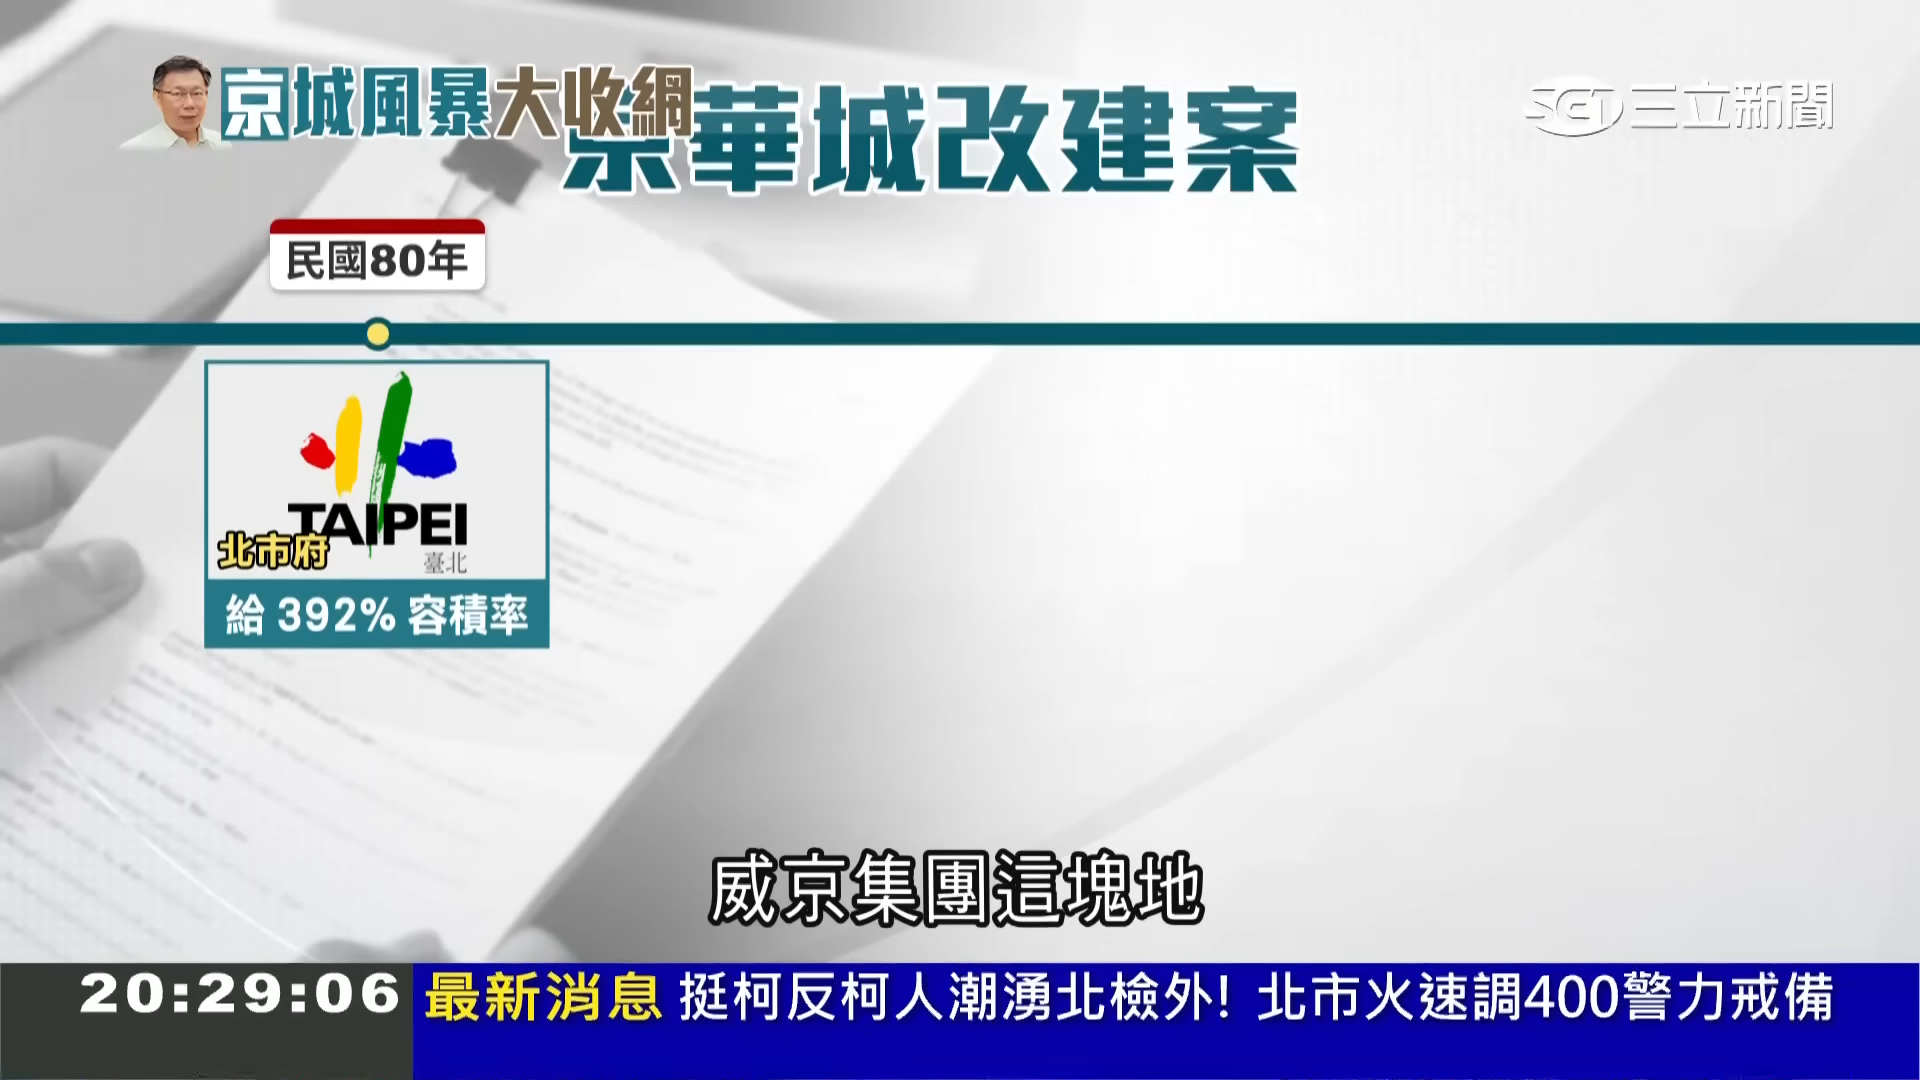 京城風暴大收網
京華城改建案
SET三立新聞
民國80年
TAIPEI
臺北
北市府
給 392% 容積率
威京集團這塊地
20:29:06
最新消息 挺柯反柯人潮湧北檢外! 北市火速調400警力戒備